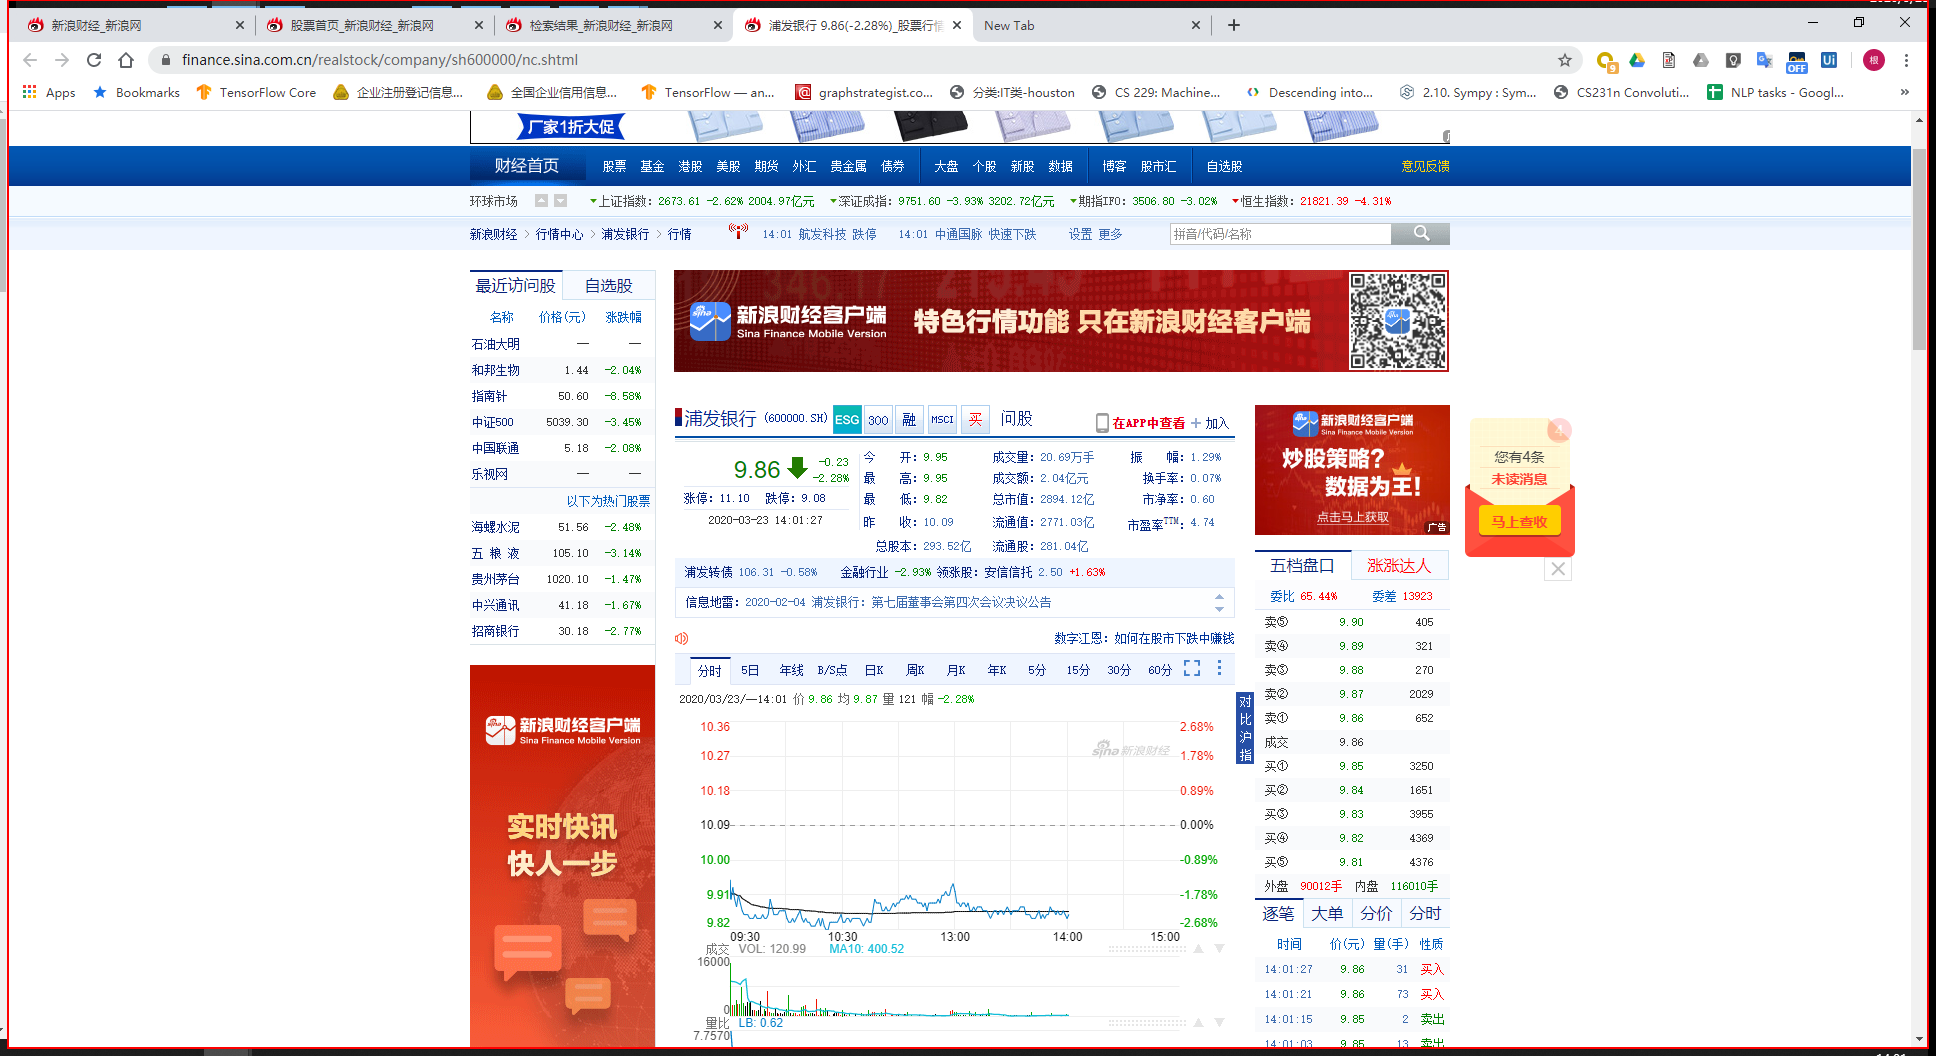 新浪财经_新浪网
股票首页_新浪财经_新浪网
检索结果_新浪财经_新浪网
浦发银行 9.86(-2.28%)_股票行情
New Tab
finance.sina.com.cn/realstock/company/sh600000/nc.shtml
9
OFF
Ui
根
Apps
Bookmarks
TensorFlow Core
企业注册登记信息...
全国企业信用信息...
TensorFlow — an...
graphstrategist.co...
分类:IT类-houston
CS 229: Machine...
Descending into...
2.10. Sympy : Sym...
CS231n Convoluti...
NLP tasks - Googl...
»
厂家1折大促
财经首页 股票 基金 港股 美股 期货 外汇 贵金属 债券 大盘 个股 新股 数据 博客 股市汇 自选股 意见反馈
环球市场 上证指数: 2673.61 -2.62% 2004.97亿元 深证成指: 9751.60 -3.93% 3202.72亿元 期指IF0: 3506.80 -3.02% 恒生指数: 21821.39 -4.31%
新浪财经 > 行情中心 > 浦发银行 > 行情 14:01 航发科技 跌停 14:01 中通国脉 快速下跌 设置 更多 拼音/代码/名称
最近访问股 自选股
名称 价格(元) 涨跌幅
石油大明 — —
和邦生物 1.44 -2.04%
指南针 50.60 -8.58%
中证500 5039.30 -3.45%
中国联通 5.18 -2.08%
乐视网 — —
以下为热门股票
海螺水泥 51.56 -2.48%
五 粮 液 105.10 -3.14%
贵州茅台 1020.10 -1.47%
中兴通讯 41.18 -1.67%
招商银行 30.18 -2.77%
新浪财经客户端
Sina Finance Mobile Version
实时快讯
快人一步
sina
新浪财经客户端
Sina Finance Mobile Version
特色行情功能 只在新浪财经客户端
浦发银行 (600000.SH) ESG 300 融 MSCI 买 问股 在APP中查看 + 加入
9.86 -0.23
-2.28%
涨停: 11.10 跌停: 9.08
2020-03-23 14:01:27
今 开: 9.95 成交量: 20.69万手 振 幅: 1.29%
最 高: 9.95 成交额: 2.04亿元 换手率: 0.07%
最 低: 9.82 总市值: 2894.12亿 市净率: 0.60
昨 收: 10.09 流通值: 2771.03亿 市盈率TTM: 4.74
总股本: 293.52亿 流通股: 281.04亿
浦发转债 106.31 -0.58% 金融行业 -2.93% 领涨股: 安信信托 2.50 +1.63%
信息地雷: 2020-02-04 浦发银行: 第七届董事会第四次会议决议公告
数字江恩: 如何在股市下跌中赚钱
分时 5日 年线 B/S点 日K 周K 月K 年K 5分 15分 30分 60分
2020/03/23/一14:01 价 9.86 均 9.87 量 121 幅 -2.28%
对比沪指
sina 新浪财经
10.36 2.68%
10.27 1.78%
10.18 0.89%
10.09 0.00%
10.00 -0.89%
9.91 -1.78%
9.82 -2.68%
09:30 10:30 13:00 14:00 15:00
成交 VOL: 120.99 MA10: 400.52
16000
0
量比 LB: 0.62
7.7570
新浪财经客户端
Sina Finance Mobile Version
炒股策略?
数据为王!
点击马上获取
广告
五档盘口 涨涨达人
委比 65.44% 委差 13923
卖⑤ 9.90 405
卖④ 9.89 321
卖③ 9.88 270
卖② 9.87 2029
卖① 9.86 652
成交 9.86
买① 9.85 3250
买② 9.84 1651
买③ 9.83 3955
买④ 9.82 4369
买⑤ 9.81 4376
外盘 90012手 内盘 116010手
逐笔 大单 分价 分时
时间 价(元) 量(手) 性质
14:01:27 9.86 31 买入
14:01:21 9.86 73 买入
14:01:15 9.85 2 卖出
14:01:03 9.85 13 卖出
4
您有4条
未读消息
马上查收